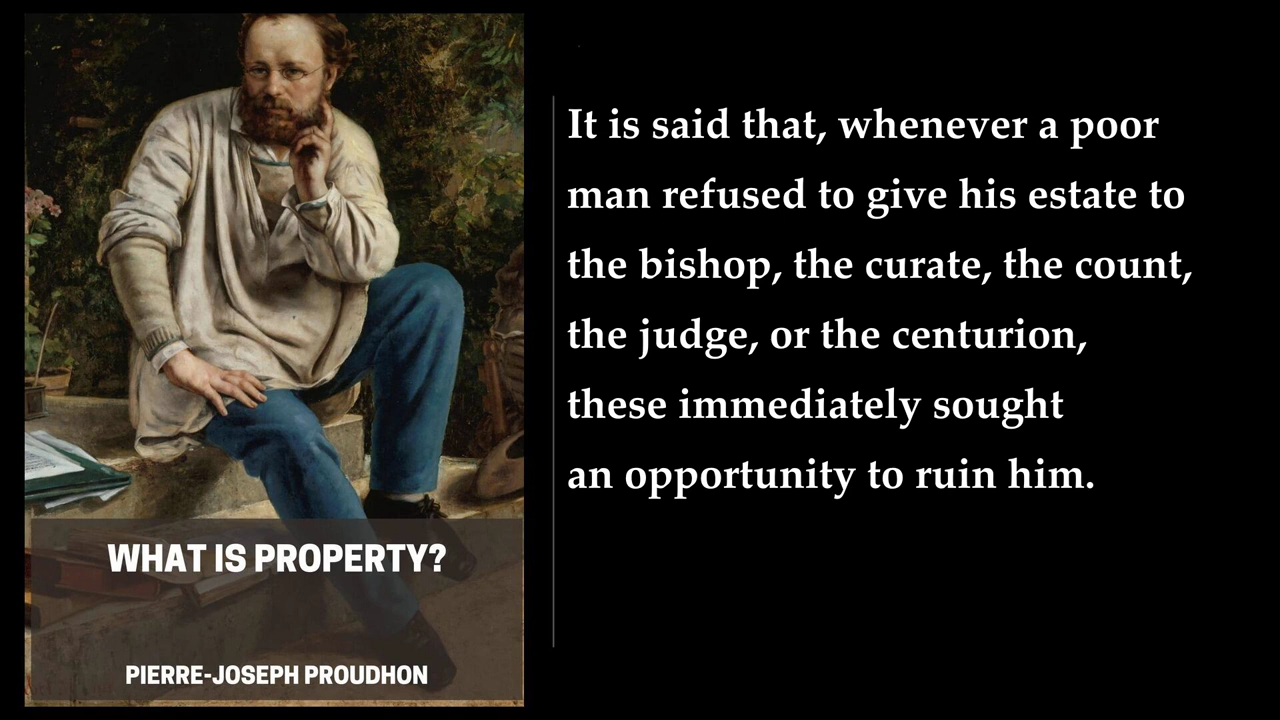 WHAT IS PROPERTY?
PIERRE-JOSEPH PROUDHON
It is said that, whenever a poor
man refused to give his estate to
the bishop, the curate, the count,
the judge, or the centurion,
these immediately sought
an opportunity to ruin him.